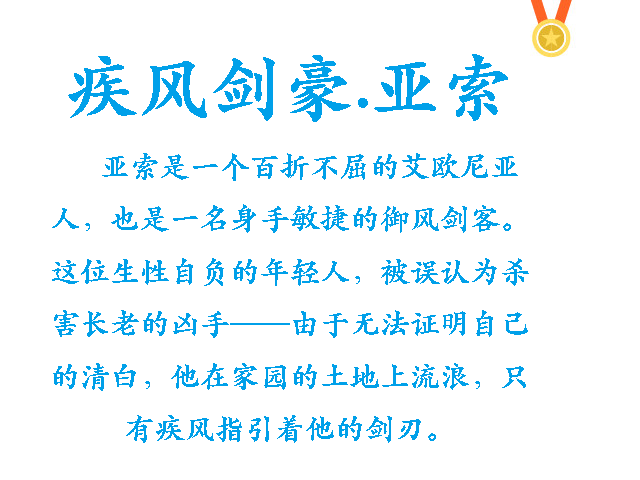 疾风剑豪.亚索
亚索是一个百折不屈的艾欧尼亚
人，也是一名身手敏捷的御风剑客。
这位生性自负的年轻人，被误认为杀
害长老的凶手——由于无法证明自己
的清白，他在家园的土地上流浪，只
有疾风指引着他的剑刃。